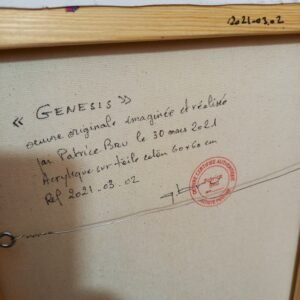 2021-03.02
« GENESIS »
oeuvre originale imaginée et réalisée
par Patrice BRU le 30 mars 2021
Acrylique sur toile coton 60x60 cm
Réf 2021-03-02